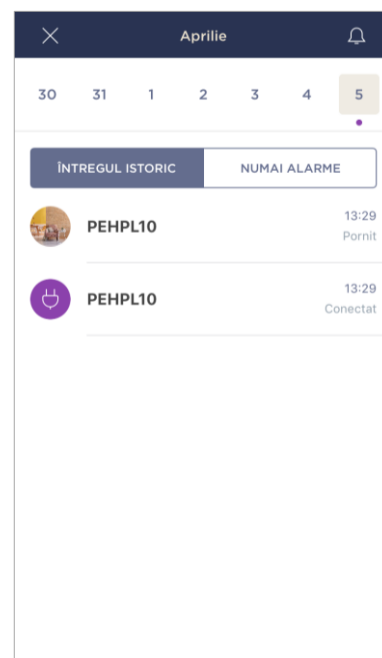 Aprilie
30 31 1 2 3 4 5
ÎNTREGUL ISTORIC NUMAI ALARME
PEHPL10 13:29
Pornit
PEHPL10 13:29
Conectat